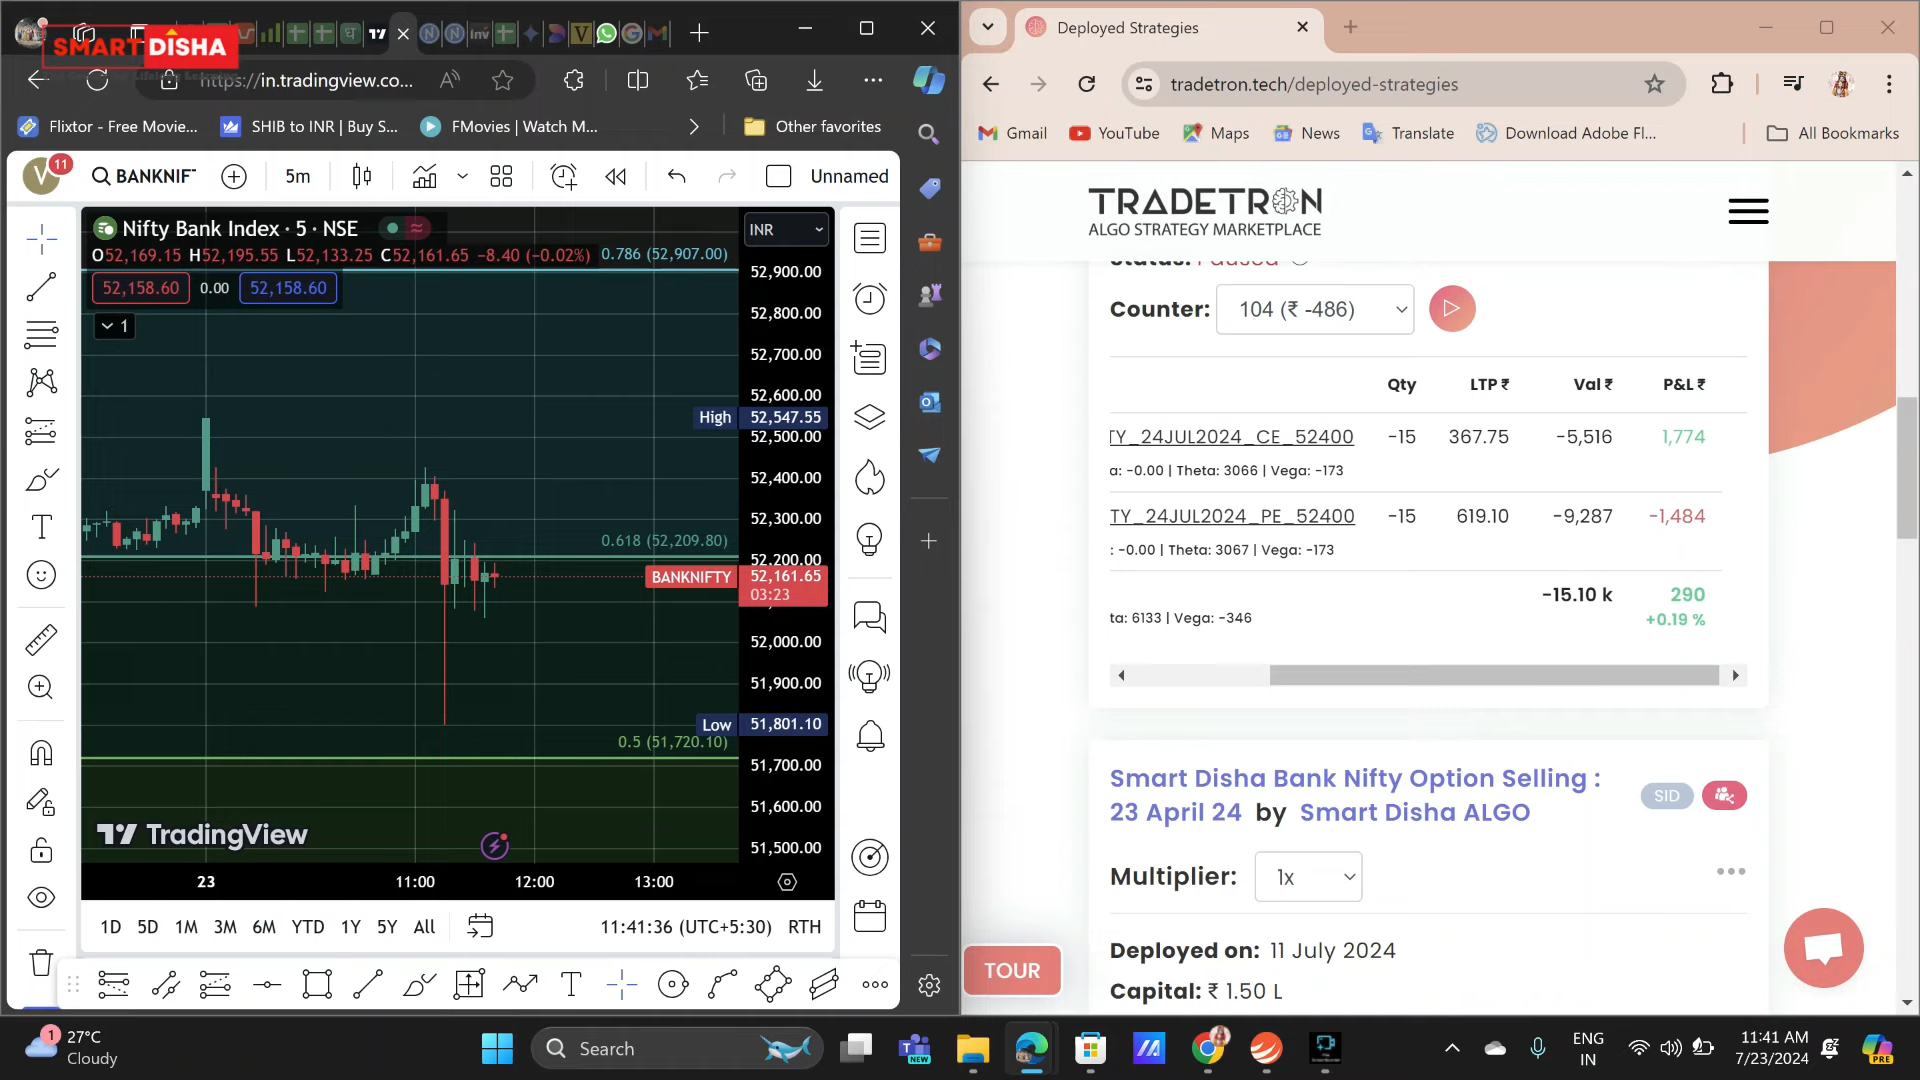 SMART DISHA
https://in.tradingview.co...
Flixtor - Free Movie...
SHIB to INR | Buy S...
FMovies | Watch M...
Other favorites
V
11
BANKNIF
5m
Unnamed
Nifty Bank Index · 5 · NSE
O52,169.15 H52,195.55 L52,133.25 C52,161.65 -8.40 (-0.02%)
0.786 (52,907.00)
INR
52,158.60
0.00
52,158.60
1
52,900.00
52,800.00
52,700.00
52,600.00
High 52,547.55
52,500.00
52,400.00
52,300.00
0.618 (52,209.80)
52,200.00
BANKNIFTY 52,161.65
03:23
52,000.00
51,900.00
Low 51,801.10
0.5 (51,720.10)
51,700.00
51,600.00
51,500.00
TradingView
23
11:00
12:00
13:00
1D 5D 1M 3M 6M YTD 1Y 5Y All
11:41:36 (UTC+5:30) RTH
Deployed Strategies
tradetron.tech/deployed-strategies
Gmail
YouTube
Maps
News
Translate
Download Adobe Fl...
All Bookmarks
TRADETRON
ALGO STRATEGY MARKETPLACE
Status: Paused
Counter: 104 (₹ -486)
Qty LTP ₹ Val ₹ P&L ₹
TY_24JUL2024_CE_52400 -15 367.75 -5,516 1,774
a: -0.00 | Theta: 3066 | Vega: -173
TY_24JUL2024_PE_52400 -15 619.10 -9,287 -1,484
: -0.00 | Theta: 3067 | Vega: -173
-15.10 k 290
ta: 6133 | Vega: -346 +0.19 %
Smart Disha Bank Nifty Option Selling :
23 April 24 by Smart Disha ALGO
SID
Multiplier: 1x
Deployed on: 11 July 2024
Capital: ₹ 1.50 L
TOUR
1
27°C
Cloudy
Search
NEW
ENG
IN
11:41 AM
7/23/2024
PRE